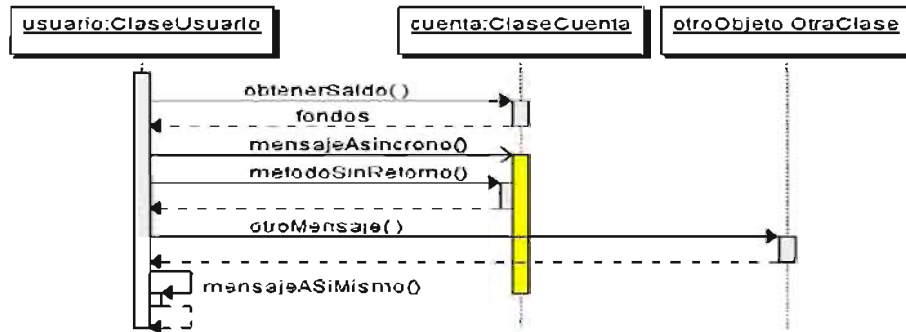 usuario:ClaseUsuario
cuenta:ClaseCuenta
otroObjeto OtraClase
obtenerSaldo()
fondos
mensajeAsincrono()
metodoSinRetorno()
otroMensaje()
mensajeASiMismo()